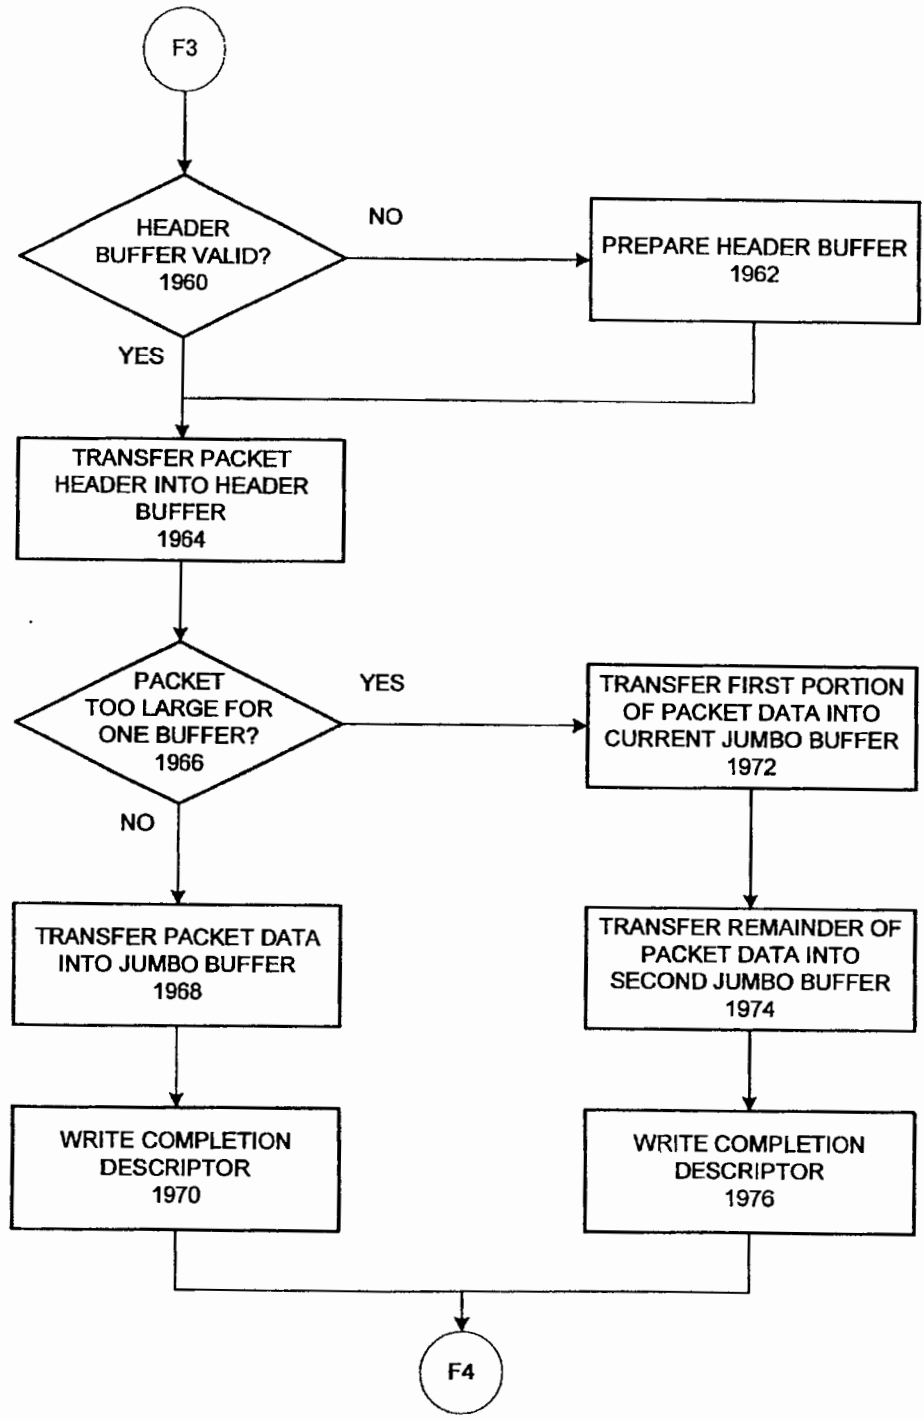 F3
HEADER
BUFFER VALID?
1960
NO
PREPARE HEADER BUFFER
1962
YES
TRANSFER PACKET
HEADER INTO HEADER
BUFFER
1964
PACKET
TOO LARGE FOR
ONE BUFFER?
1966
YES
TRANSFER FIRST PORTION
OF PACKET DATA INTO
CURRENT JUMBO BUFFER
1972
NO
TRANSFER PACKET DATA
INTO JUMBO BUFFER
1968
TRANSFER REMAINDER OF
PACKET DATA INTO
SECOND JUMBO BUFFER
1974
WRITE COMPLETION
DESCRIPTOR
1970
WRITE COMPLETION
DESCRIPTOR
1976
F4